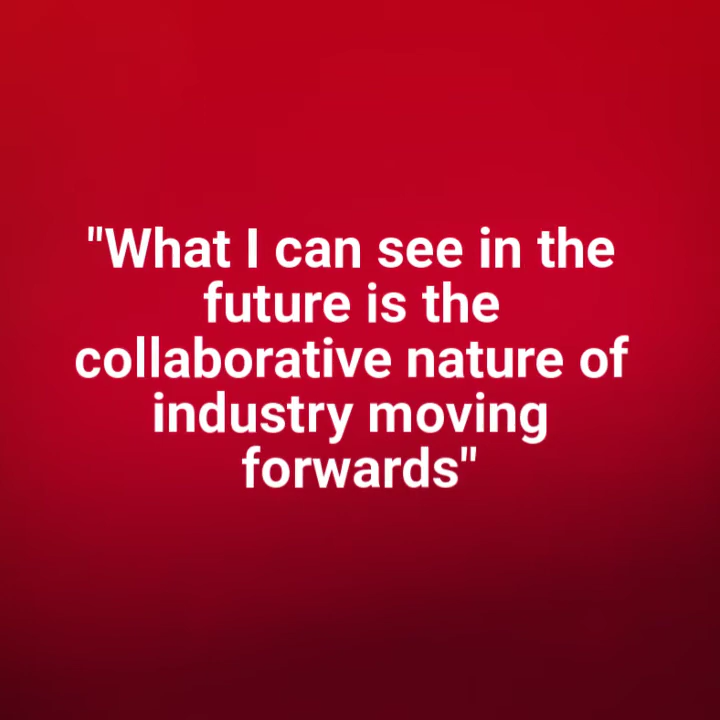 "What I can see in the
future is the
collaborative nature of
industry moving
forwards"